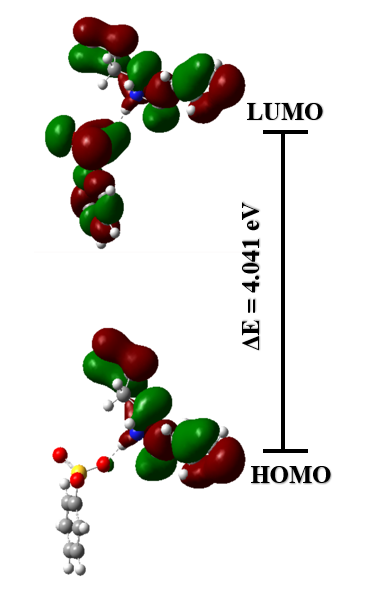 LUMO
ΔE = 4.041 eV
HOMO